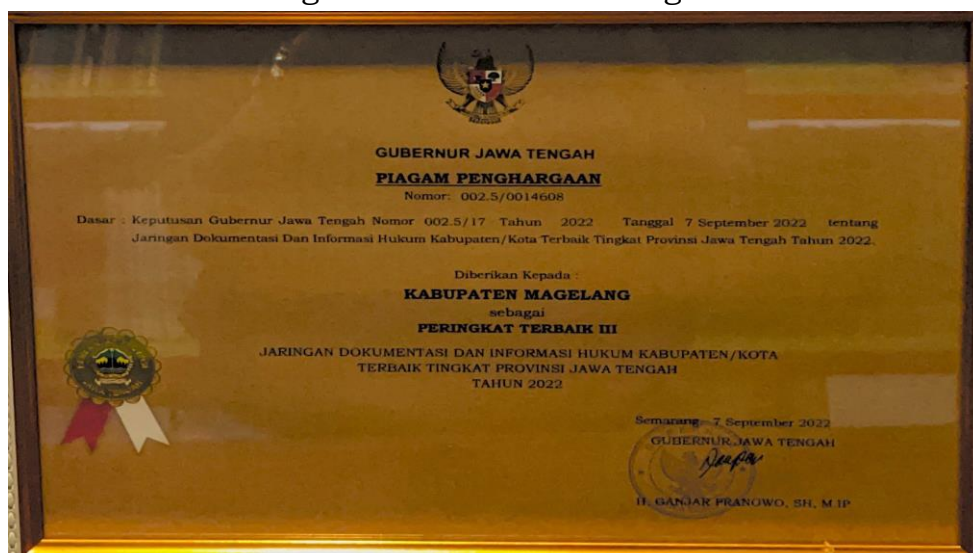 GUBERNUR JAWA TENGAH
PIAGAM PENGHARGAAN
Nomor: 002.5/0014608
Dasar : Keputusan Gubernur Jawa Tengah Nomor 002.5/17 Tahun 2022 Tanggal 7 September 2022 tentang
Jaringan Dokumentasi Dan Informasi Hukum Kabupaten/Kota Terbaik Tingkat Provinsi Jawa Tengah Tahun 2022.
Diberikan Kepada :
KABUPATEN MAGELANG
sebagai
PERINGKAT TERBAIK III
JARINGAN DOKUMENTASI DAN INFORMASI HUKUM KABUPATEN/KOTA
TERBAIK TINGKAT PROVINSI JAWA TENGAH
TAHUN 2022
Semarang 7 September 2022
GUBERNUR JAWA TENGAH
H. GANJAR PRANOWO, SH, M.IP